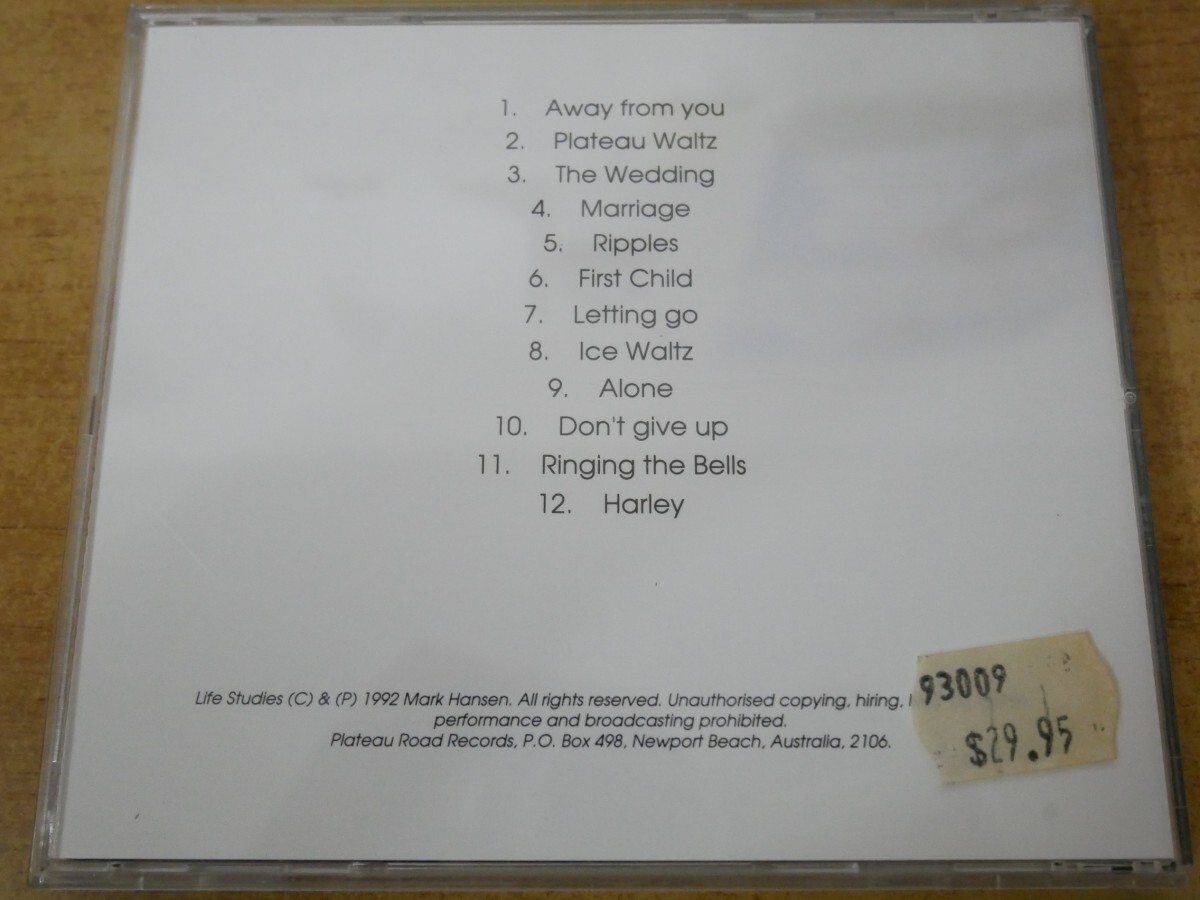 1. Away from you
2. Plateau Waltz
3. The Wedding
4. Marriage
5. Ripples
6. First Child
7. Letting go
8. Ice Waltz
9. Alone
10. Don't give up
11. Ringing the Bells
12. Harley
Life Studies (C) & (P) 1992 Mark Hansen. All rights reserved. Unauthorised copying, hiring,
performance and broadcasting prohibited.
Plateau Road Records, P.O. Box 498, Newport Beach, Australia, 2106.
93009
$29.95